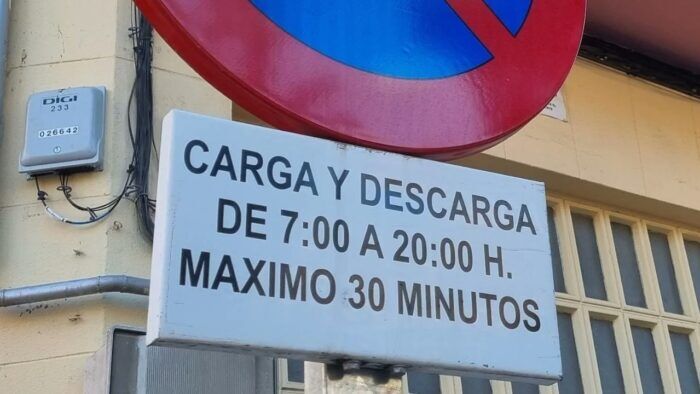 DIGI
233
026642
CARGA Y DESCARGA
DE 7:00 A 20:00 H.
MAXIMO 30 MINUTOS